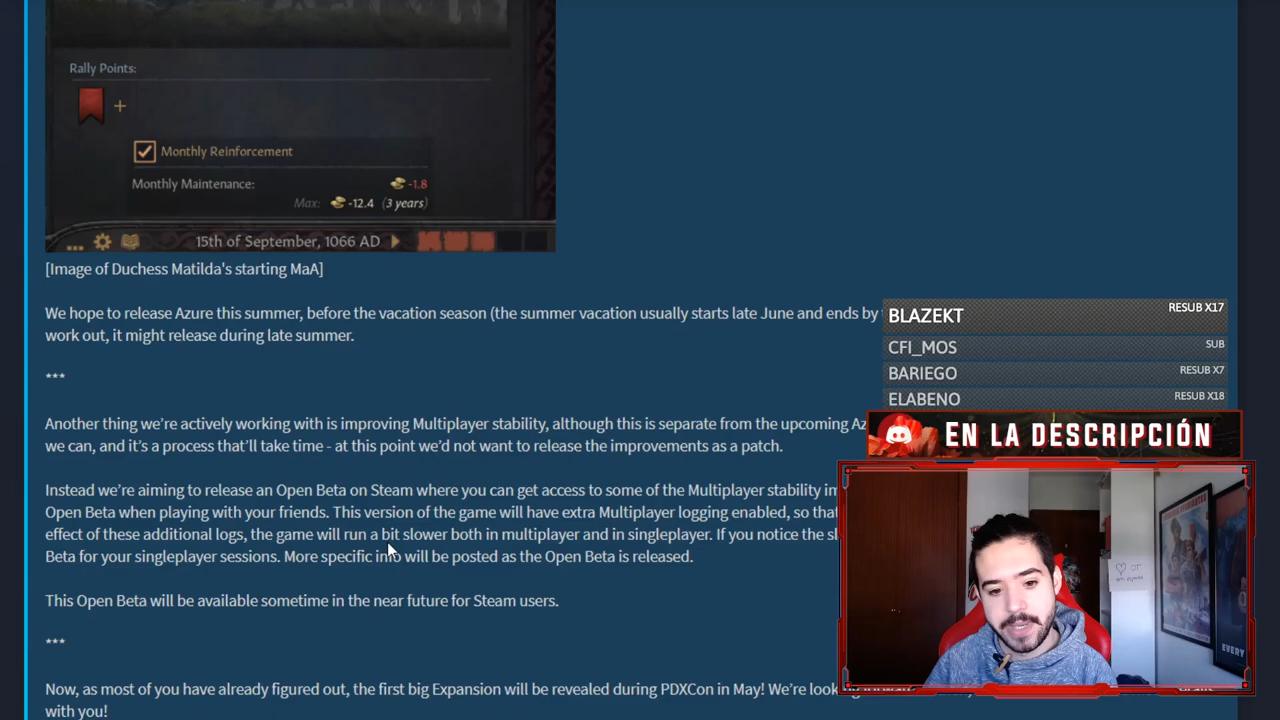 Rally Points:
+
Monthly Reinforcement
Monthly Maintenance: -1.8
Max: -12.4 (3 years)
15th of September, 1066 AD
[Image of Duchess Matilda's starting MaA]
We hope to release Azure this summer, before the vacation season (the summer vacation usually starts late June and ends by
work out, it might release during late summer.
***
Another thing we're actively working with is improving Multiplayer stability, although this is separate from the upcoming
we can, and it's a process that'll take time - at this point we'd not want to release the improvements as a patch.
Instead we're aiming to release an Open Beta on Steam where you can get access to some of the Multiplayer stability
Open Beta when playing with your friends. This version of the game will have extra Multiplayer logging enabled, so that
effect of these additional logs, the game will run a bit slower both in multiplayer and in singleplayer. If you notice the
Beta for your singleplayer sessions. More specific info will be posted as the Open Beta is released.
This Open Beta will be available sometime in the near future for Steam users.
***
Now, as most of you have already figured out, the first big Expansion will be revealed during PDXCon in May! We're
with you!
BLAZEKT RESUB X17
CFI_MOS SUB
BARIEGO RESUB X7
ELABENO RESUB X18
EN LA DESCRIPCIÓN
EVERY